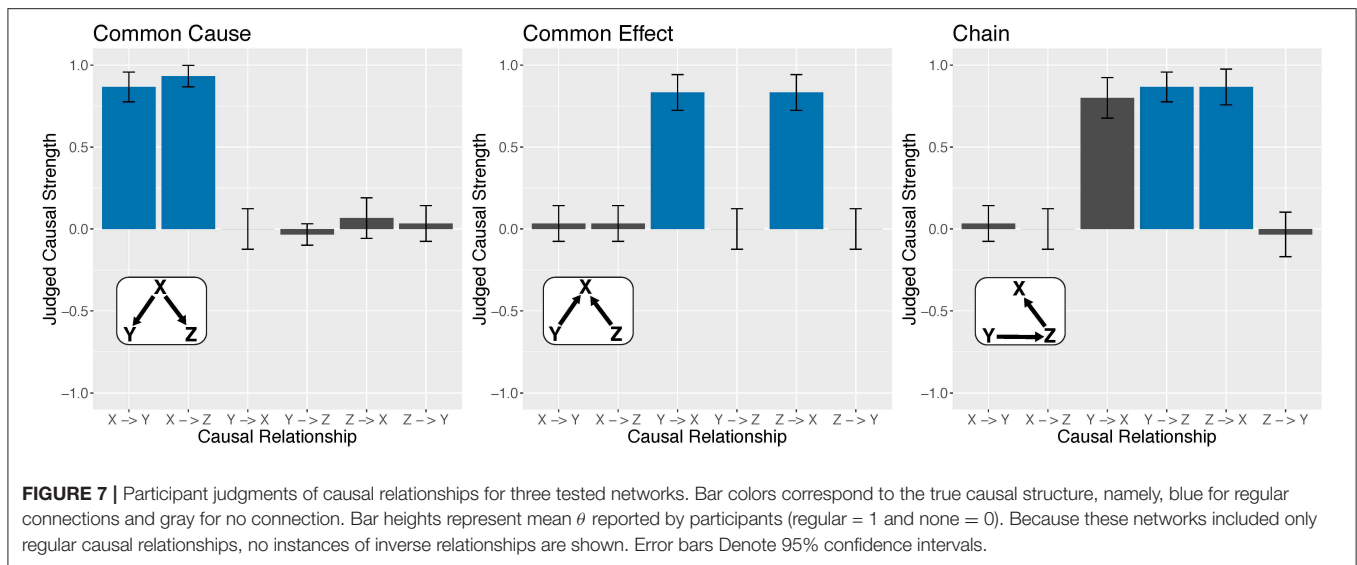 Common Cause
Common Effect
Chain
Judged Causal Strength
1.0
0.5
0.0
−0.5
−1.0
X
Y
Z
X −> Y
X −> Z
Y −> X
Y −> Z
Z −> X
Z −> Y
Causal Relationship
Judged Causal Strength
1.0
0.5
0.0
−0.5
−1.0
X
Y
Z
X −> Y
X −> Z
Y −> X
Y −> Z
Z −> X
Z −> Y
Causal Relationship
Judged Causal Strength
1.0
0.5
0.0
−0.5
−1.0
X
Y
Z
X −> Y
X −> Z
Y −> X
Y −> Z
Z −> X
Z −> Y
Causal Relationship
FIGURE 7 | Participant judgments of causal relationships for three tested networks. Bar colors correspond to the true causal structure, namely, blue for regular
connections and gray for no connection. Bar heights represent mean θ reported by participants (regular = 1 and none = 0). Because these networks included only
regular causal relationships, no instances of inverse relationships are shown. Error bars Denote 95% confidence intervals.